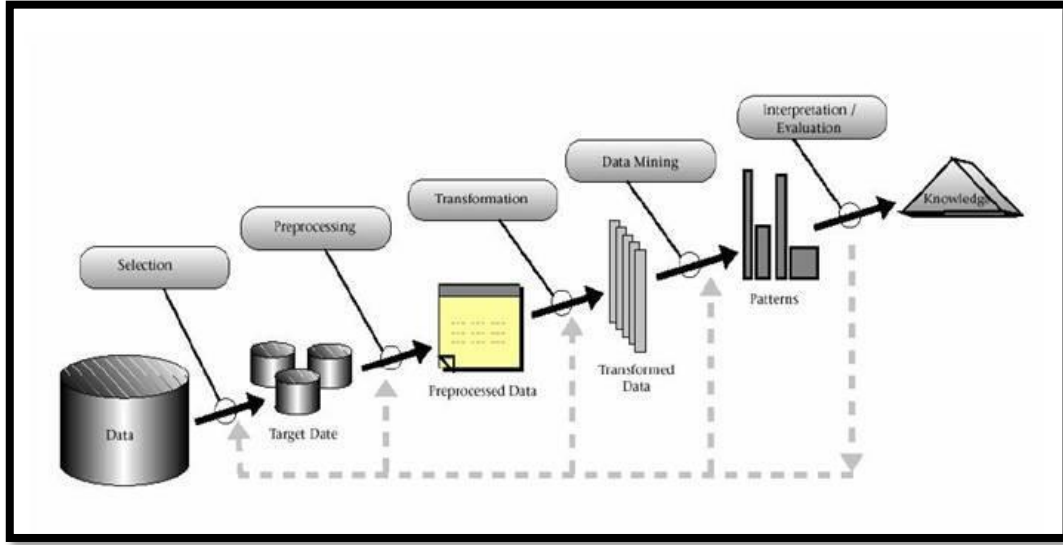 Interpretation /
Evaluation
Data Mining
Transformation
Preprocessing
Selection
Knowledge
Patterns
Transformed
Data
Preprocessed Data
Target Date
Data